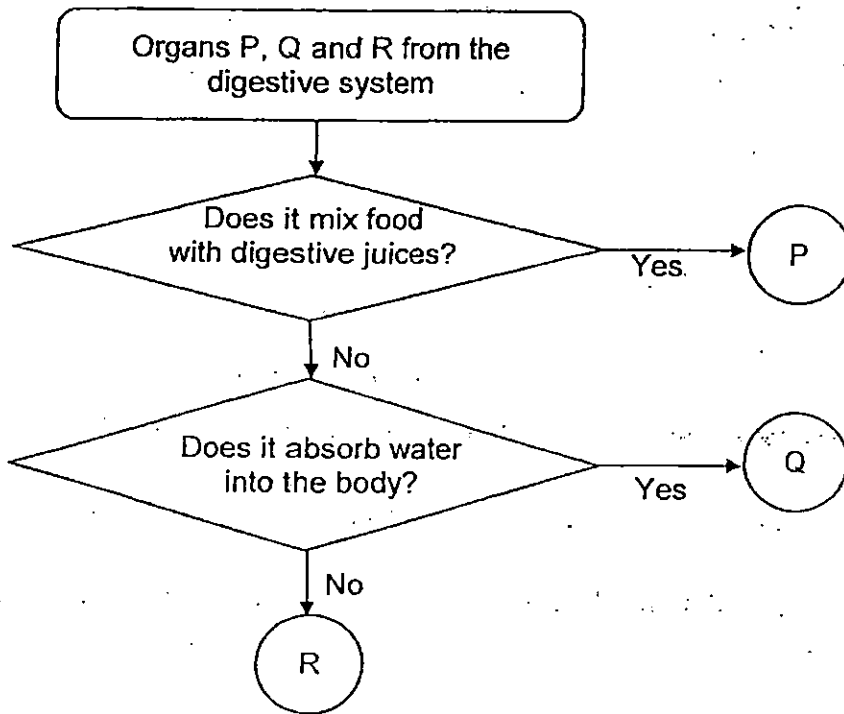 Organs P, Q and R from the
digestive system
Does it mix food
with digestive juices?
Yes
P
No
Does it absorb water
into the body?
Yes
Q
No
R